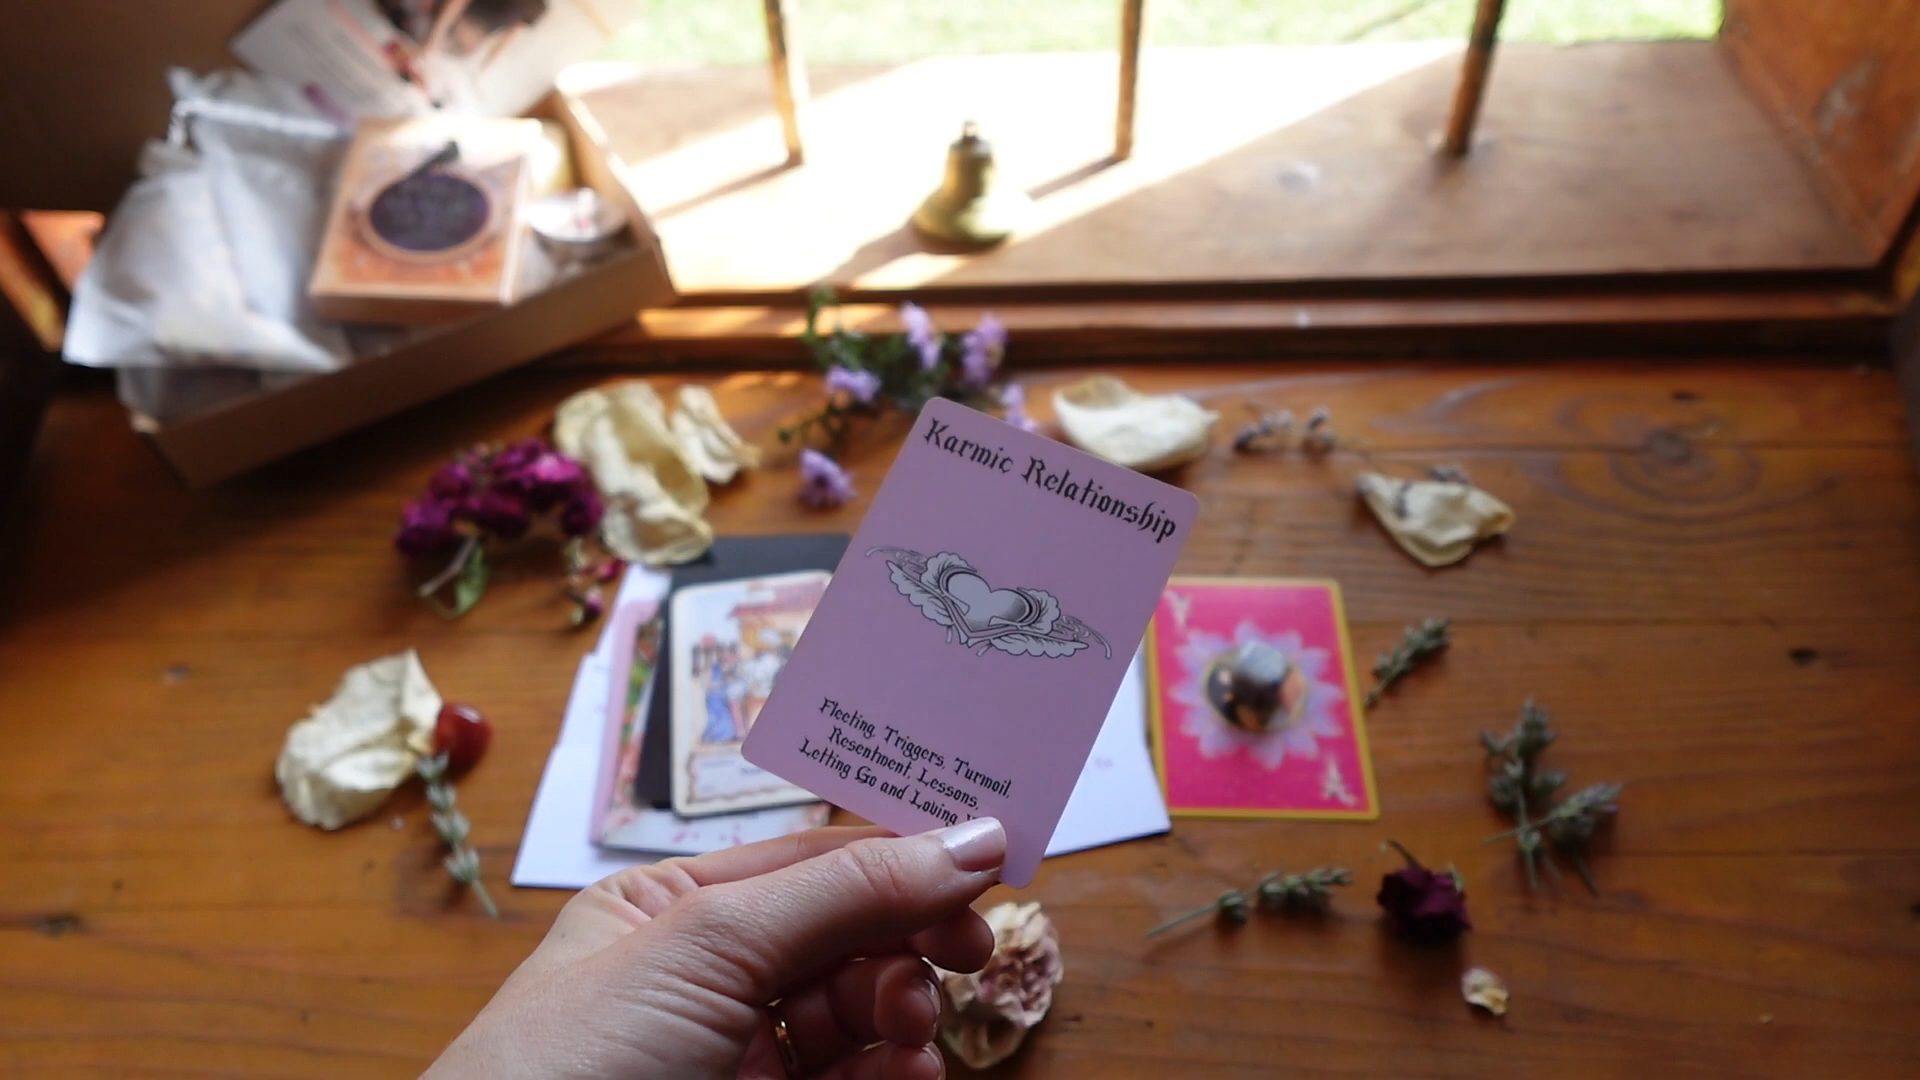 Karmic Relationship
Fleeting, Triggers, Turmoil,
Resentment, Lessons,
Letting Go and Loving
A
A